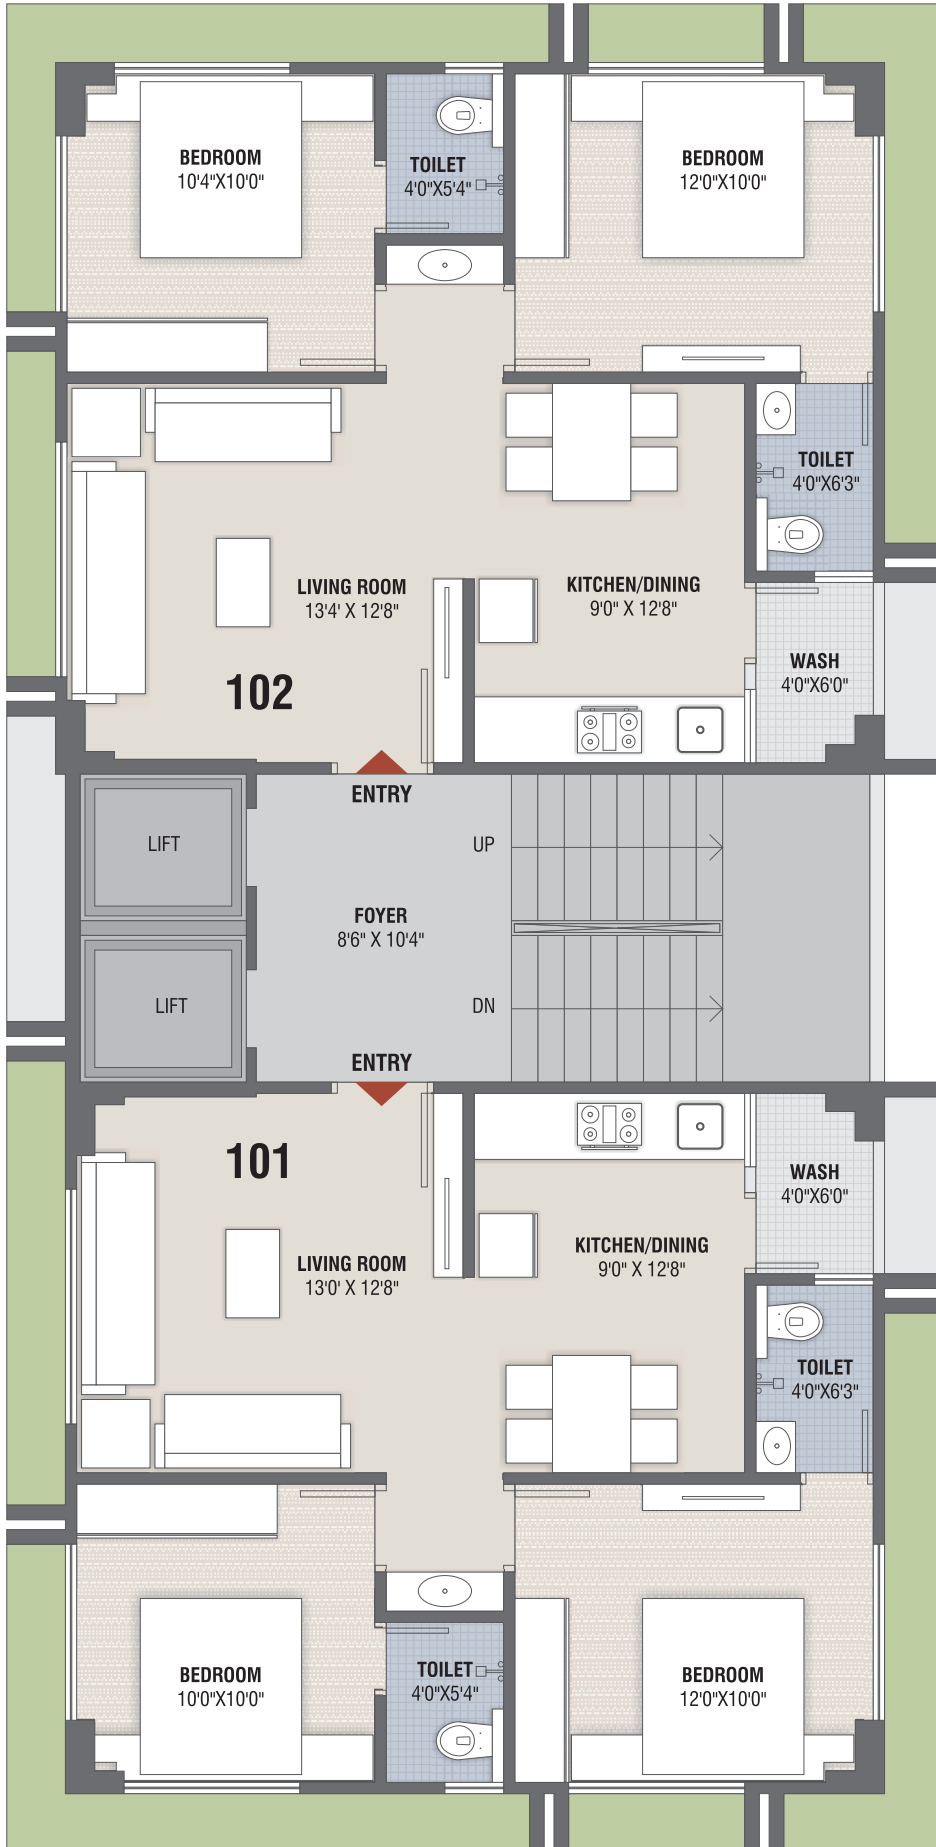 BEDROOM
10'4"X10'0"
TOILET
4'0"X5'4"
BEDROOM
12'0"X10'0"
TOILET
4'0"X6'3"
LIVING ROOM
13'4' X 12'8"
KITCHEN/DINING
9'0" X 12'8"
WASH
4'0"X6'0"
102
ENTRY
LIFT
UP
FOYER
8'6" X 10'4"
LIFT
DN
ENTRY
101
WASH
4'0"X6'0"
LIVING ROOM
13'0' X 12'8"
KITCHEN/DINING
9'0" X 12'8"
TOILET
4'0"X6'3"
BEDROOM
10'0"X10'0"
TOILET
4'0"X5'4"
BEDROOM
12'0"X10'0"